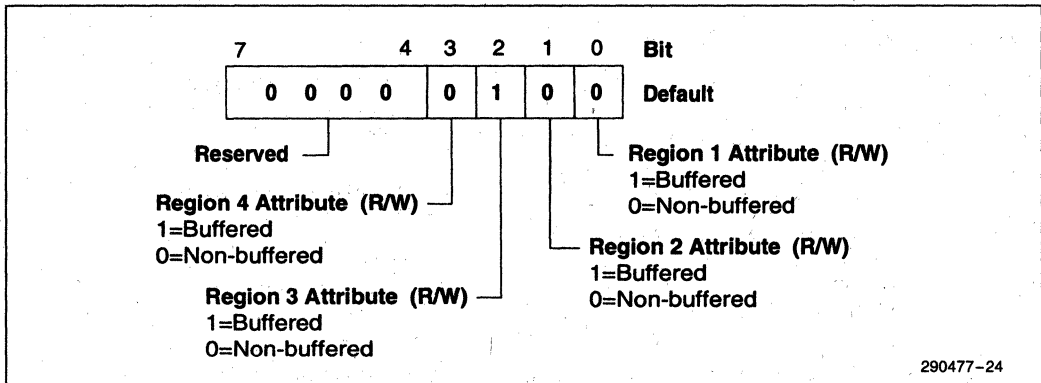 7 4 3 2 1 0 Bit
0 0 0 0 0 1 0 0 Default
Reserved
Region 1 Attribute (R/W)
1=Buffered
0=Non-buffered
Region 4 Attribute (R/W)
1=Buffered
0=Non-buffered
Region 2 Attribute (R/W)
1=Buffered
0=Non-buffered
Region 3 Attribute (R/W)
1=Buffered
0=Non-buffered
290477-24